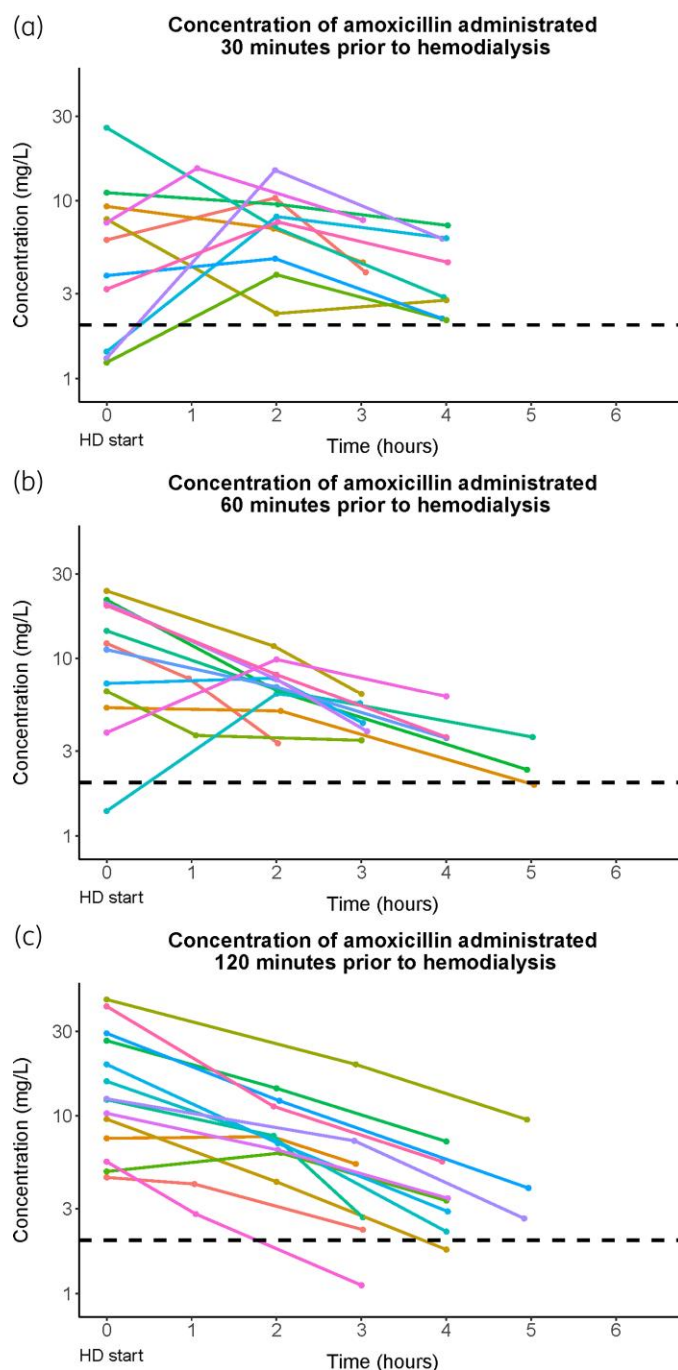 (a)
Concentration of amoxicillin administrated
30 minutes prior to hemodialysis
Concentration (mg/L)
30
10
3
1
0 1 2 3 4 5 6
HD start
Time (hours)
(b)
Concentration of amoxicillin administrated
60 minutes prior to hemodialysis
Concentration (mg/L)
30
10
3
1
0 1 2 3 4 5 6
HD start
Time (hours)
(c)
Concentration of amoxicillin administrated
120 minutes prior to hemodialysis
Concentration (mg/L)
30
10
3
1
0 1 2 3 4 5 6
HD start
Time (hours)